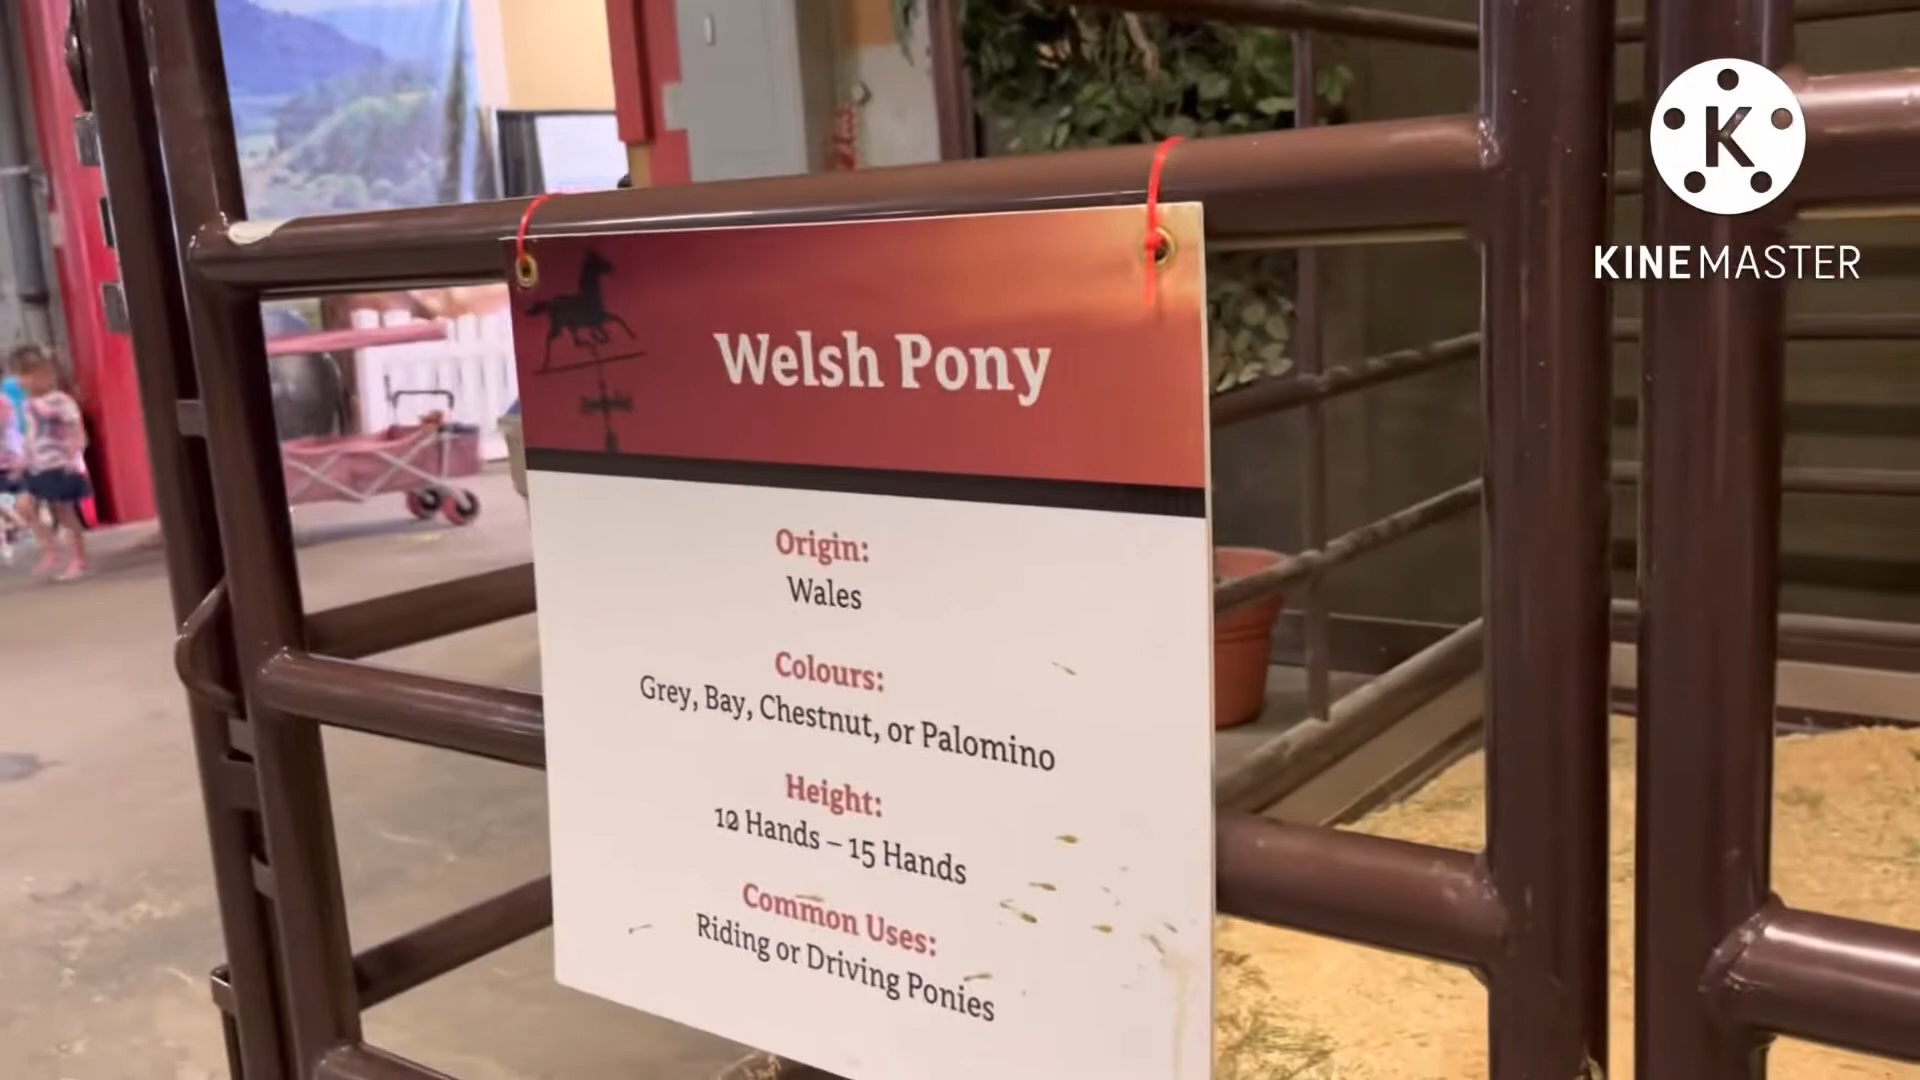 KINEMASTER
Welsh Pony
Origin:
Wales
Colours:
Grey, Bay, Chestnut, or Palomino
Height:
12 Hands – 15 Hands
Common Uses:
Riding or Driving Ponies